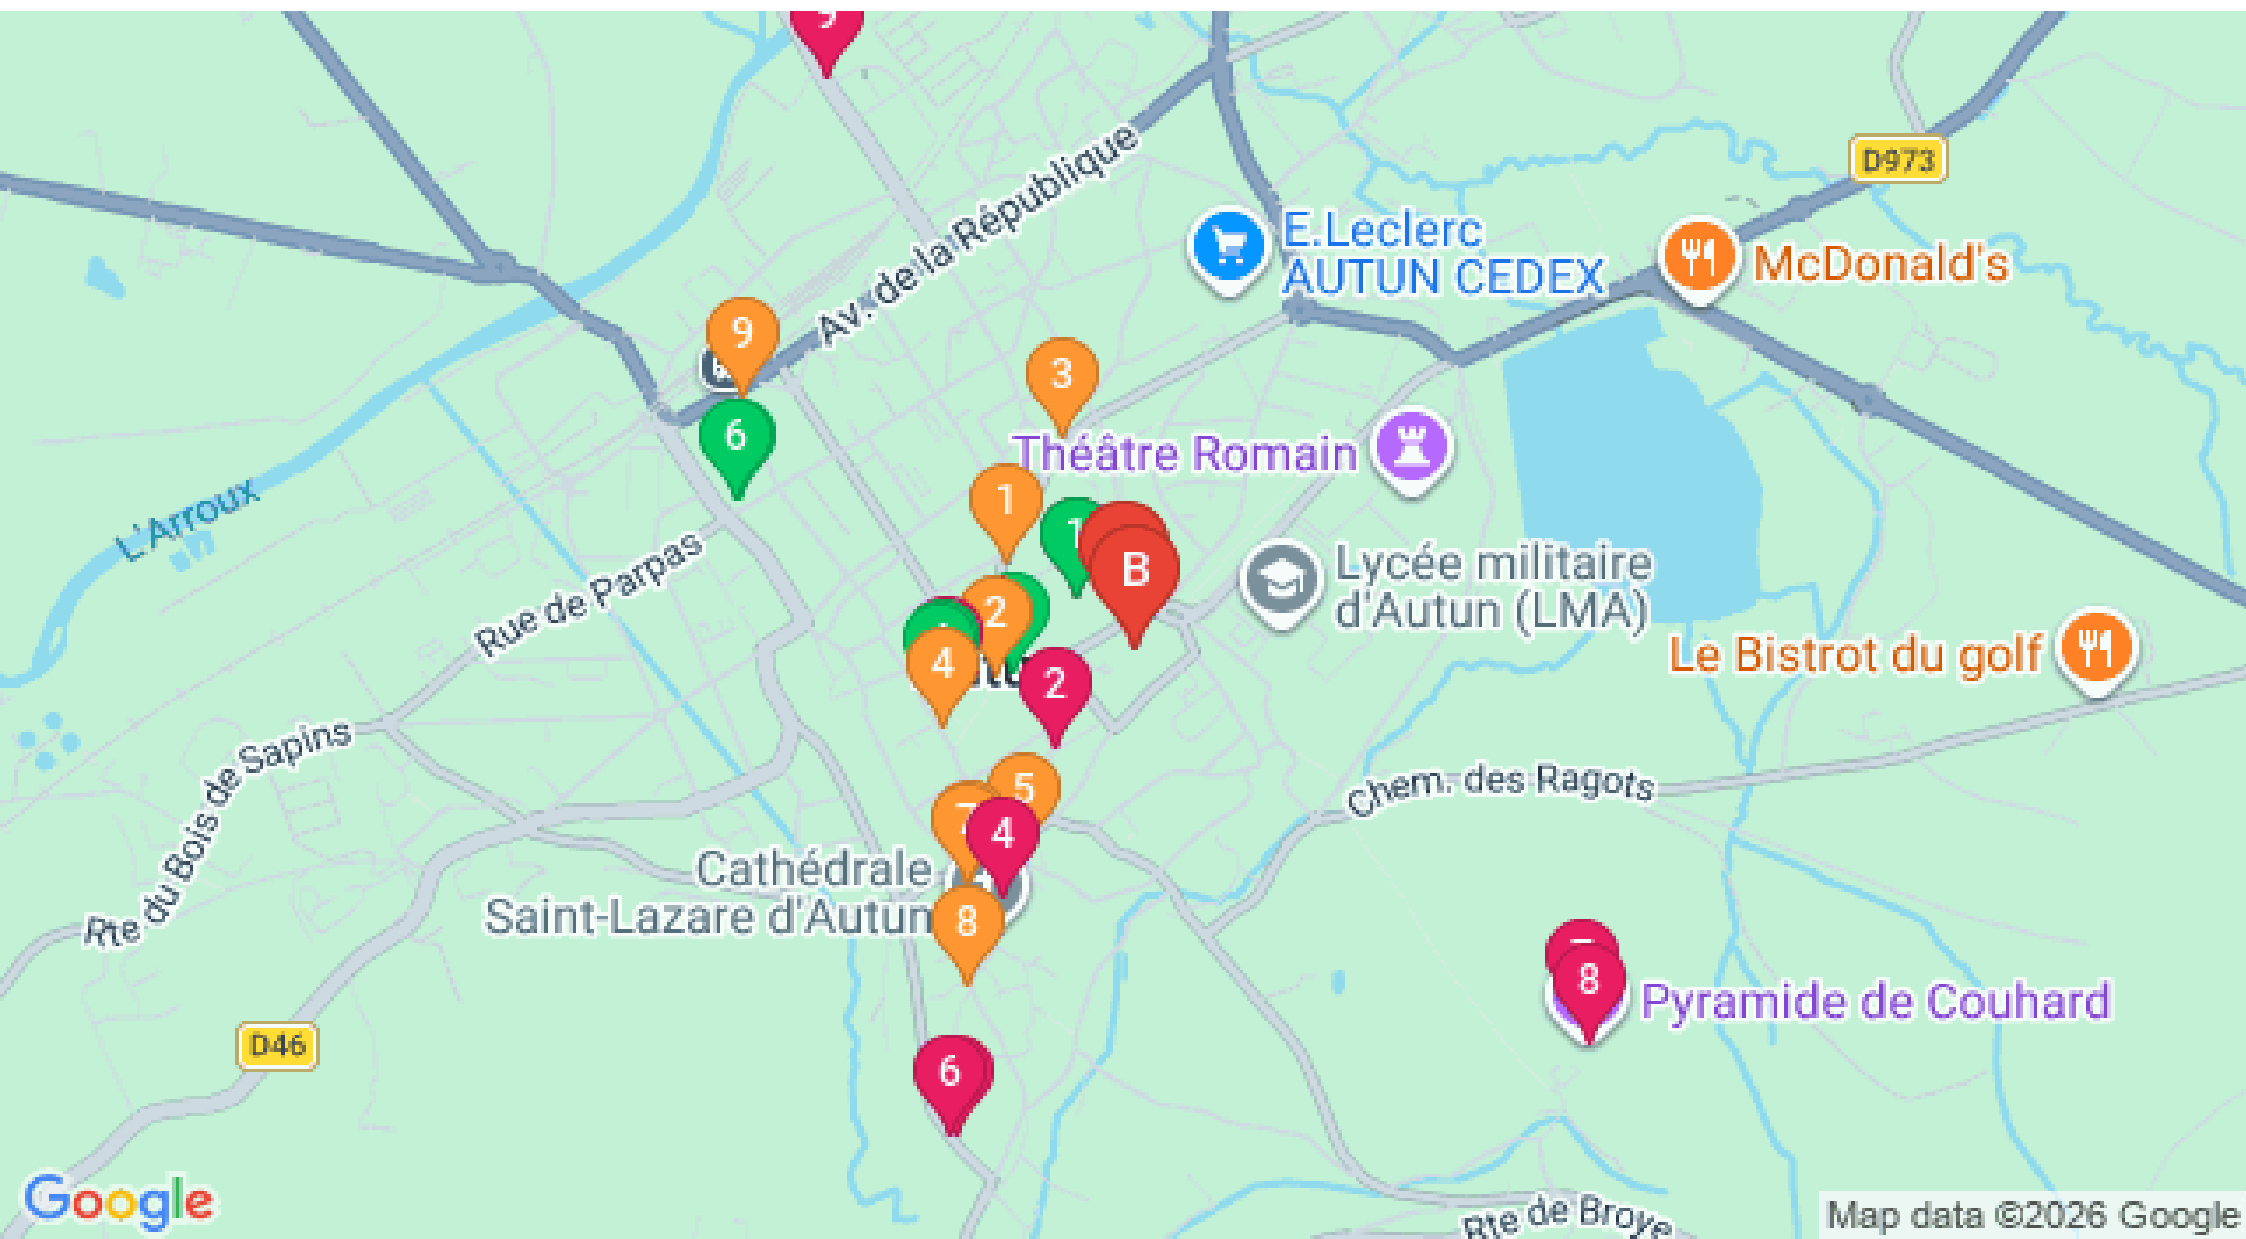 Av. de la République
D973
E.Leclerc
AUTUN CEDEX
McDonald's
9
3
6
Théâtre Romain
1
1
L'Arroux
B
Rue de Parpas
Lycée militaire
d'Autun (LMA)
2
4
2
Le Bistrot du golf
Rte du Bois de Sapins
5
7
4
Chem. des Ragots
Cathédrale
Saint-Lazare d'Autun
8
8
Pyramide de Couhard
D46
6
Google
Rte de Broye
Map data ©2026 Google